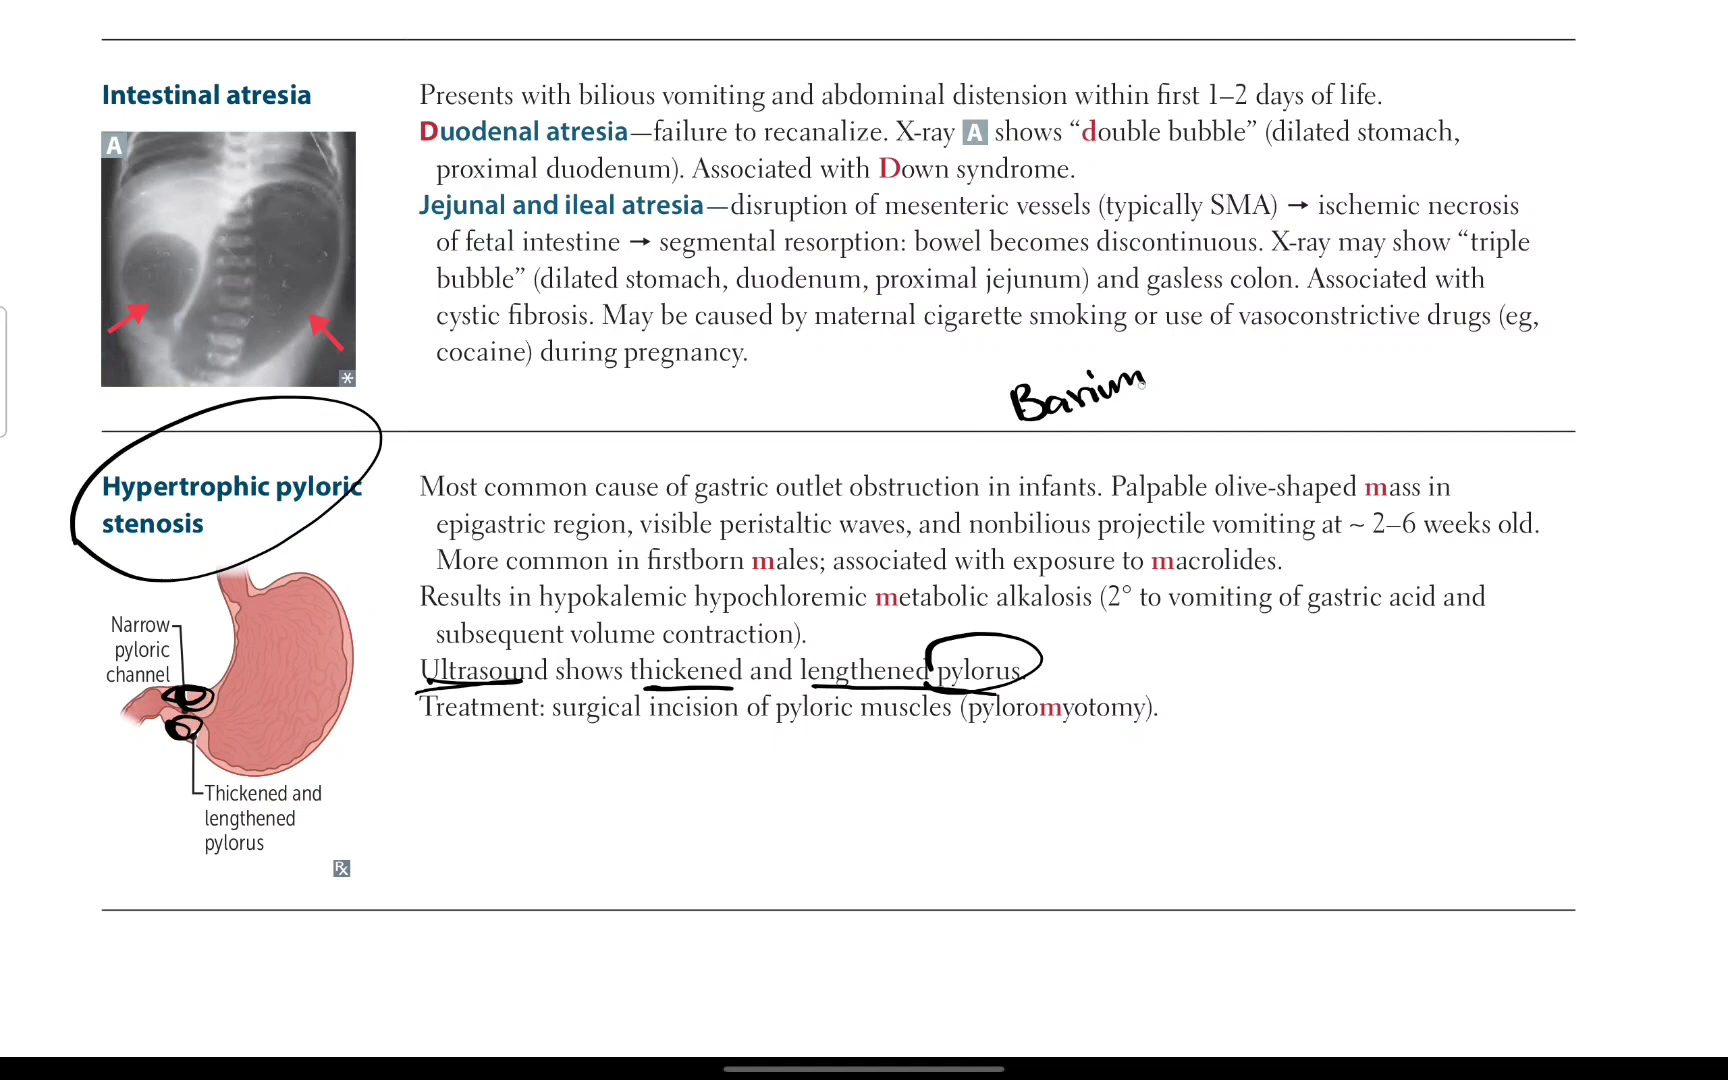 Intestinal atresia
A
*
Presents with bilious vomiting and abdominal distension within first 1–2 days of life.
Duodenal atresia—failure to recanalize. X-ray A shows “double bubble” (dilated stomach,
proximal duodenum). Associated with Down syndrome.
Jejunal and ileal atresia—disruption of mesenteric vessels (typically SMA) → ischemic necrosis
of fetal intestine → segmental resorption: bowel becomes discontinuous. X-ray may show “triple
bubble” (dilated stomach, duodenum, proximal jejunum) and gasless colon. Associated with
cystic fibrosis. May be caused by maternal cigarette smoking or use of vasoconstrictive drugs (eg,
cocaine) during pregnancy.
Barium
Hypertrophic pyloric
stenosis
Narrow
pyloric
channel
Thickened and
lengthened
pylorus
Rx
Most common cause of gastric outlet obstruction in infants. Palpable olive-shaped mass in
epigastric region, visible peristaltic waves, and nonbilious projectile vomiting at ~ 2–6 weeks old.
More common in firstborn males; associated with exposure to macrolides.
Results in hypokalemic hypochloremic metabolic alkalosis (2° to vomiting of gastric acid and
subsequent volume contraction).
Ultrasound shows thickened and lengthened pylorus.
Treatment: surgical incision of pyloric muscles (pyloromyotomy).